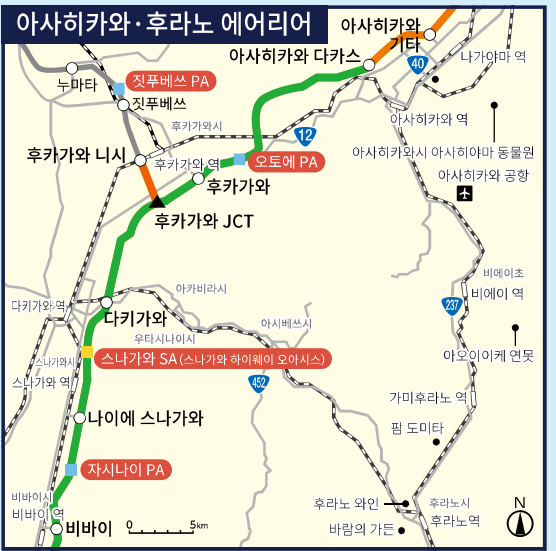 아사히카와·후라노 에어리어
아사히카와
기타
아사히카와 다카스
40
나가야마 역
누마타
짓푸베쓰 PA
짓푸베쓰
후카가와시
12
아사히카와 역
후카가와 니시
후카가와 역
오토에 PA
아사히카와시 아사히야마 동물원
아사히카와 공항
후카가와
후카가와 JCT
비에이초
비에이 역
아카비라시
237
다키가와 역
다키가와
아시베쓰시
우타시나이시
아오이이케 연못
스나가와시
스나가와 SA (스나가와 하이웨이 오아시스)
스나가와 역
452
가미후라노 역
나이에 스나가와
팜 도미타
자시나이 PA
비바이시
비바이 역
후라노 와인
후라노시
N
후라노역
비바이
0
5km
바람의 가든